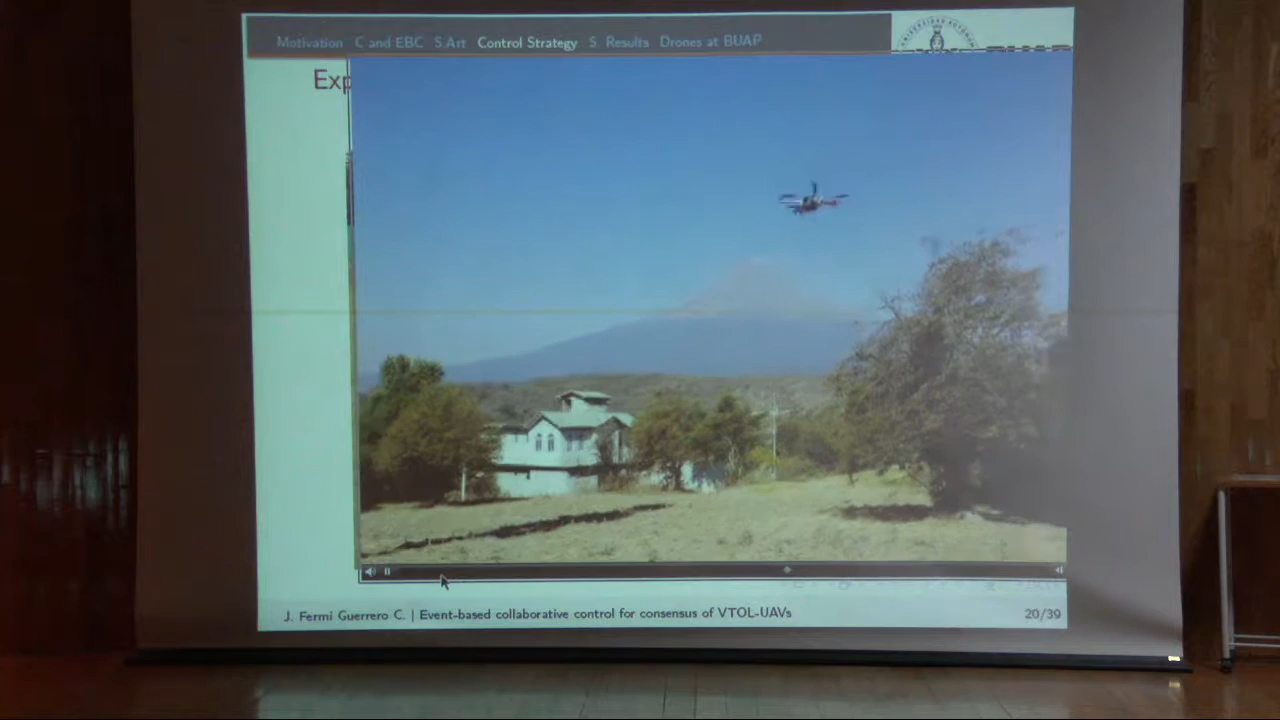 Motivation C and EBC S.Art Control Strategy S. Results Drones at BUAP
Exp
J. Fermi Guerrero C. | Event-based collaborative control for consensus of VTOL-UAVs
20/39